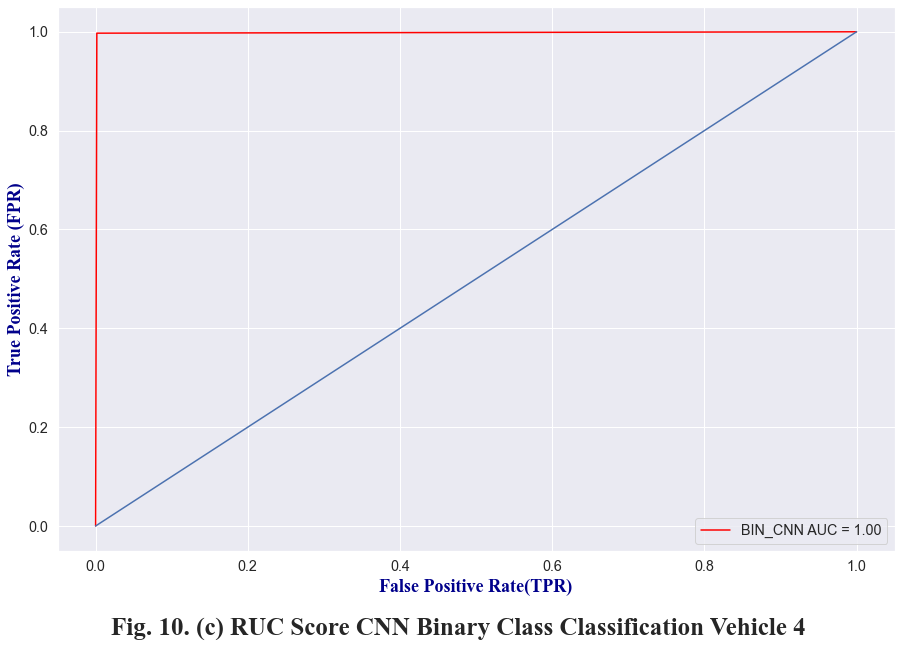 1.0
0.8
0.6
0.4
0.2
0.0
True Positive Rate (FPR)
BIN_CNN AUC = 1.00
0.0 0.2 0.4 0.6 0.8 1.0
False Positive Rate(TPR)
Fig. 10. (c) RUC Score CNN Binary Class Classification Vehicle 4